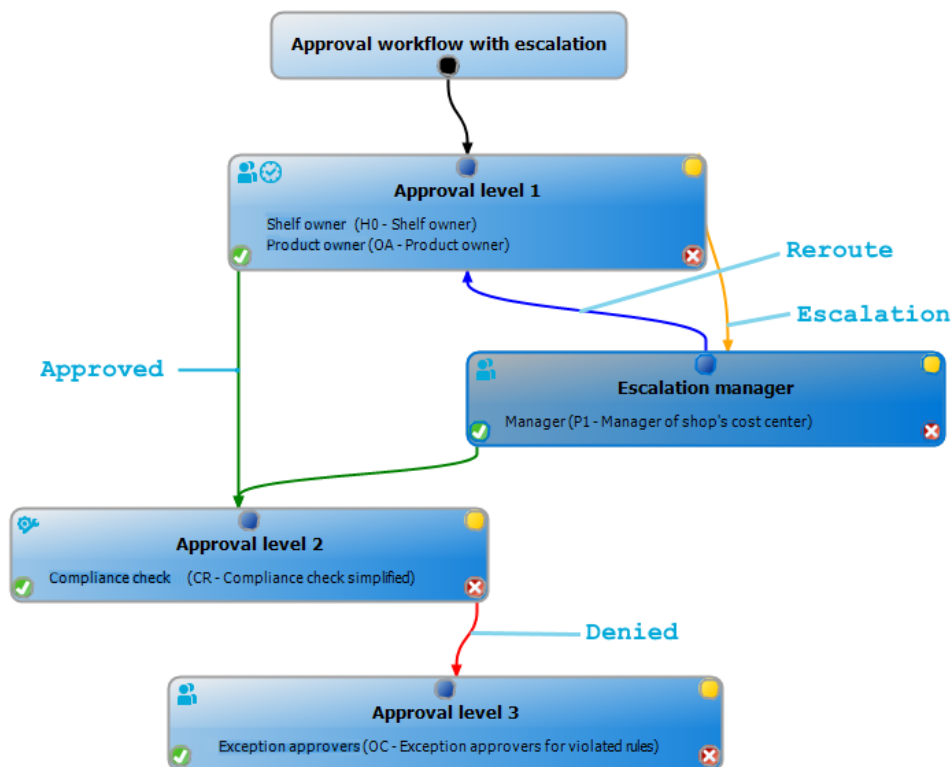 Approval workflow with escalation
Approval level 1
Shelf owner (H0 - Shelf owner)
Product owner (OA - Product owner)
Reroute
Escalation
Approved
Escalation manager
Manager (P1 - Manager of shop's cost center)
Approval level 2
Compliance check (CR - Compliance check simplified)
Denied
Approval level 3
Exception approvers (OC - Exception approvers for violated rules)